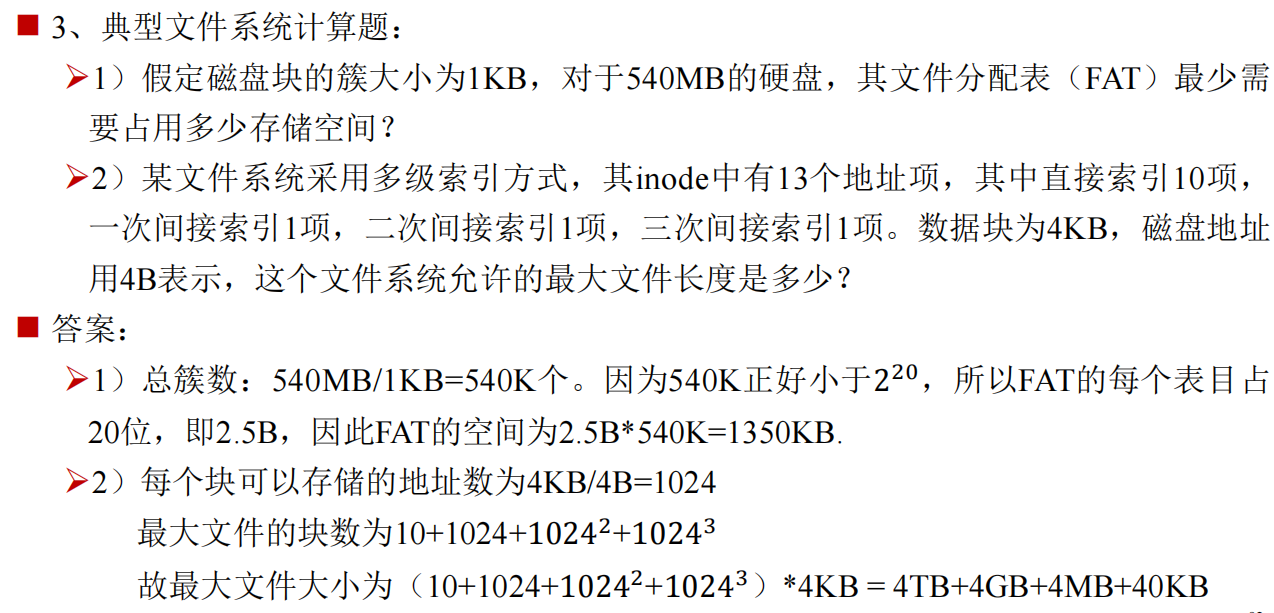 ■ 3、典型文件系统计算题：
➢1）假定磁盘块的簇大小为1KB，对于540MB的硬盘，其文件分配表（FAT）最少需
要占用多少存储空间？
➢2）某文件系统采用多级索引方式，其inode中有13个地址项，其中直接索引10项，
一次间接索引1项，二次间接索引1项，三次间接索引1项。数据块为4KB，磁盘地址
用4B表示，这个文件系统允许的最大文件长度是多少？
■ 答案：
➢1）总簇数：540MB/1KB=540K个。因为540K正好小于2²⁰，所以FAT的每个表目占
20位，即2.5B，因此FAT的空间为2.5B*540K=1350KB.
➢2）每个块可以存储的地址数为4KB/4B=1024
最大文件的块数为10+1024+1024²+1024³
故最大文件大小为（10+1024+1024²+1024³）*4KB = 4TB+4GB+4MB+40KB